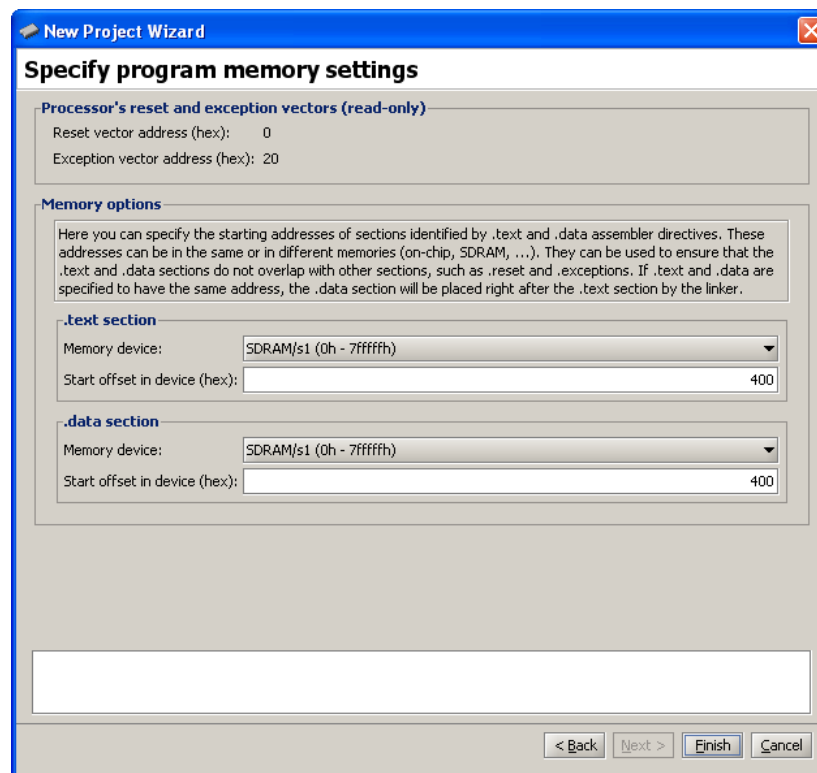 New Project Wizard
Specify program memory settings
Processor's reset and exception vectors (read-only)
Reset vector address (hex): 0
Exception vector address (hex): 20
Memory options
Here you can specify the starting addresses of sections identified by .text and .data assembler directives. These
addresses can be in the same or in different memories (on-chip, SDRAM, ...). They can be used to ensure that the
.text and .data sections do not overlap with other sections, such as .reset and .exceptions. If .text and .data are
specified to have the same address, the .data section will be placed right after the .text section by the linker.
.text section
Memory device: SDRAM/s1 (0h - 7fffffh)
Start offset in device (hex): 400
.data section
Memory device: SDRAM/s1 (0h - 7fffffh)
Start offset in device (hex): 400
< Back Next > Finish Cancel